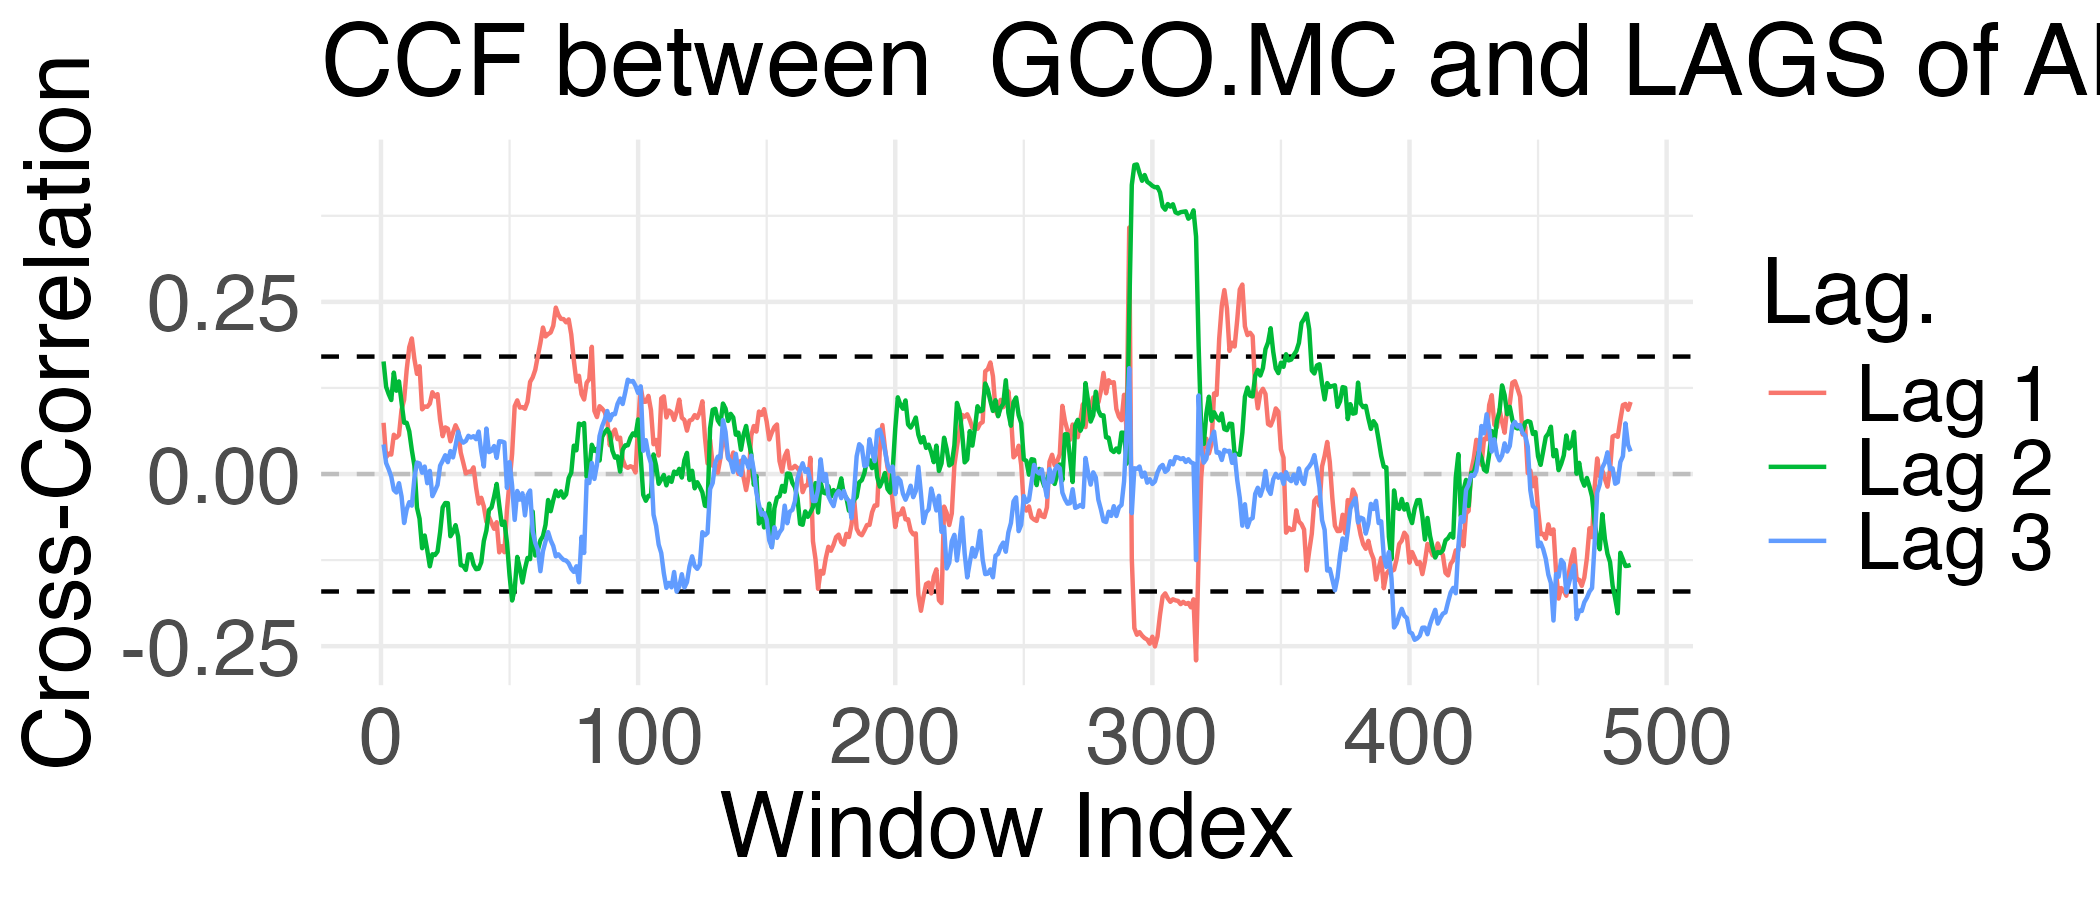 CCF between  GCO.MC and LAGS of
Cross-Correlation
0.25
0.00
-0.25
0 100 200 300 400 500
Window Index
Lag.
Lag 1
Lag 2
Lag 3